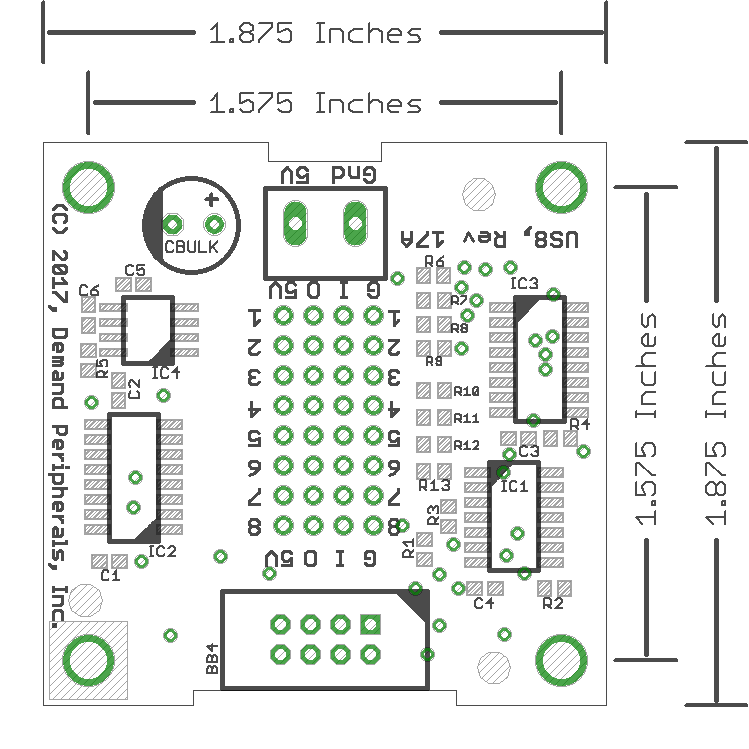 1.875 Inches
1.575 Inches
5V Gnd
US8, Rev 17A
(C) 2017, Demand Peripherals, Inc.
+
CBULK
C5
C6
R5
IC4
C2
IC2
C1
5V O I G
1 1
2 2
3 3
4 4
5 5
6 6
7 7
8 8
5V O I G
R6
R7
R8
R9
R10
R11
R12
R13
IC3
R4
C3
IC1
R3
R1
C4
R2
BB4
1.575 Inches
1.875 Inches